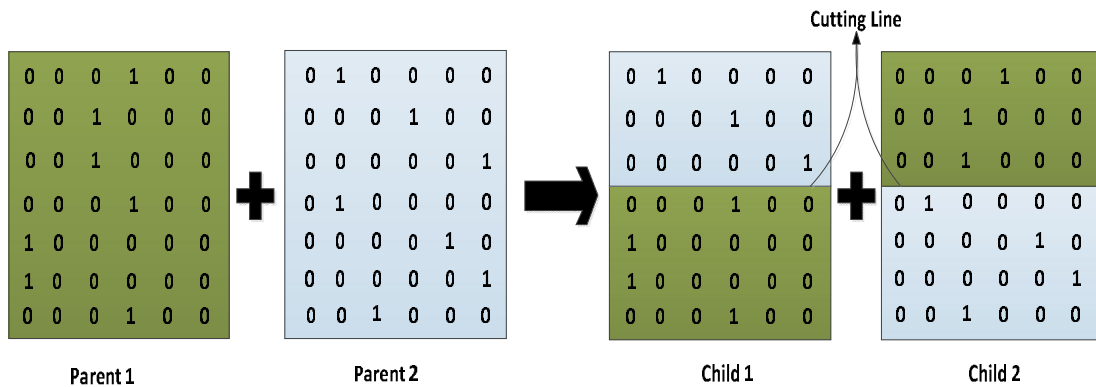 Cutting Line
0 0 0 1 0 0
0 0 1 0 0 0
0 0 1 0 0 0
0 0 0 1 0 0
1 0 0 0 0 0
1 0 0 0 0 0
0 0 0 1 0 0
Parent 1
0 1 0 0 0 0
0 0 0 1 0 0
0 0 0 0 0 1
0 1 0 0 0 0
0 0 0 0 1 0
0 0 0 0 0 1
0 0 1 0 0 0
Parent 2
0 1 0 0 0 0
0 0 0 1 0 0
0 0 0 0 0 1
0 0 0 1 0 0
1 0 0 0 0 0
1 0 0 0 0 0
0 0 0 1 0 0
Child 1
0 0 0 1 0 0
0 0 1 0 0 0
0 0 1 0 0 0
0 1 0 0 0 0
0 0 0 0 1 0
0 0 0 0 0 1
0 0 1 0 0 0
Child 2